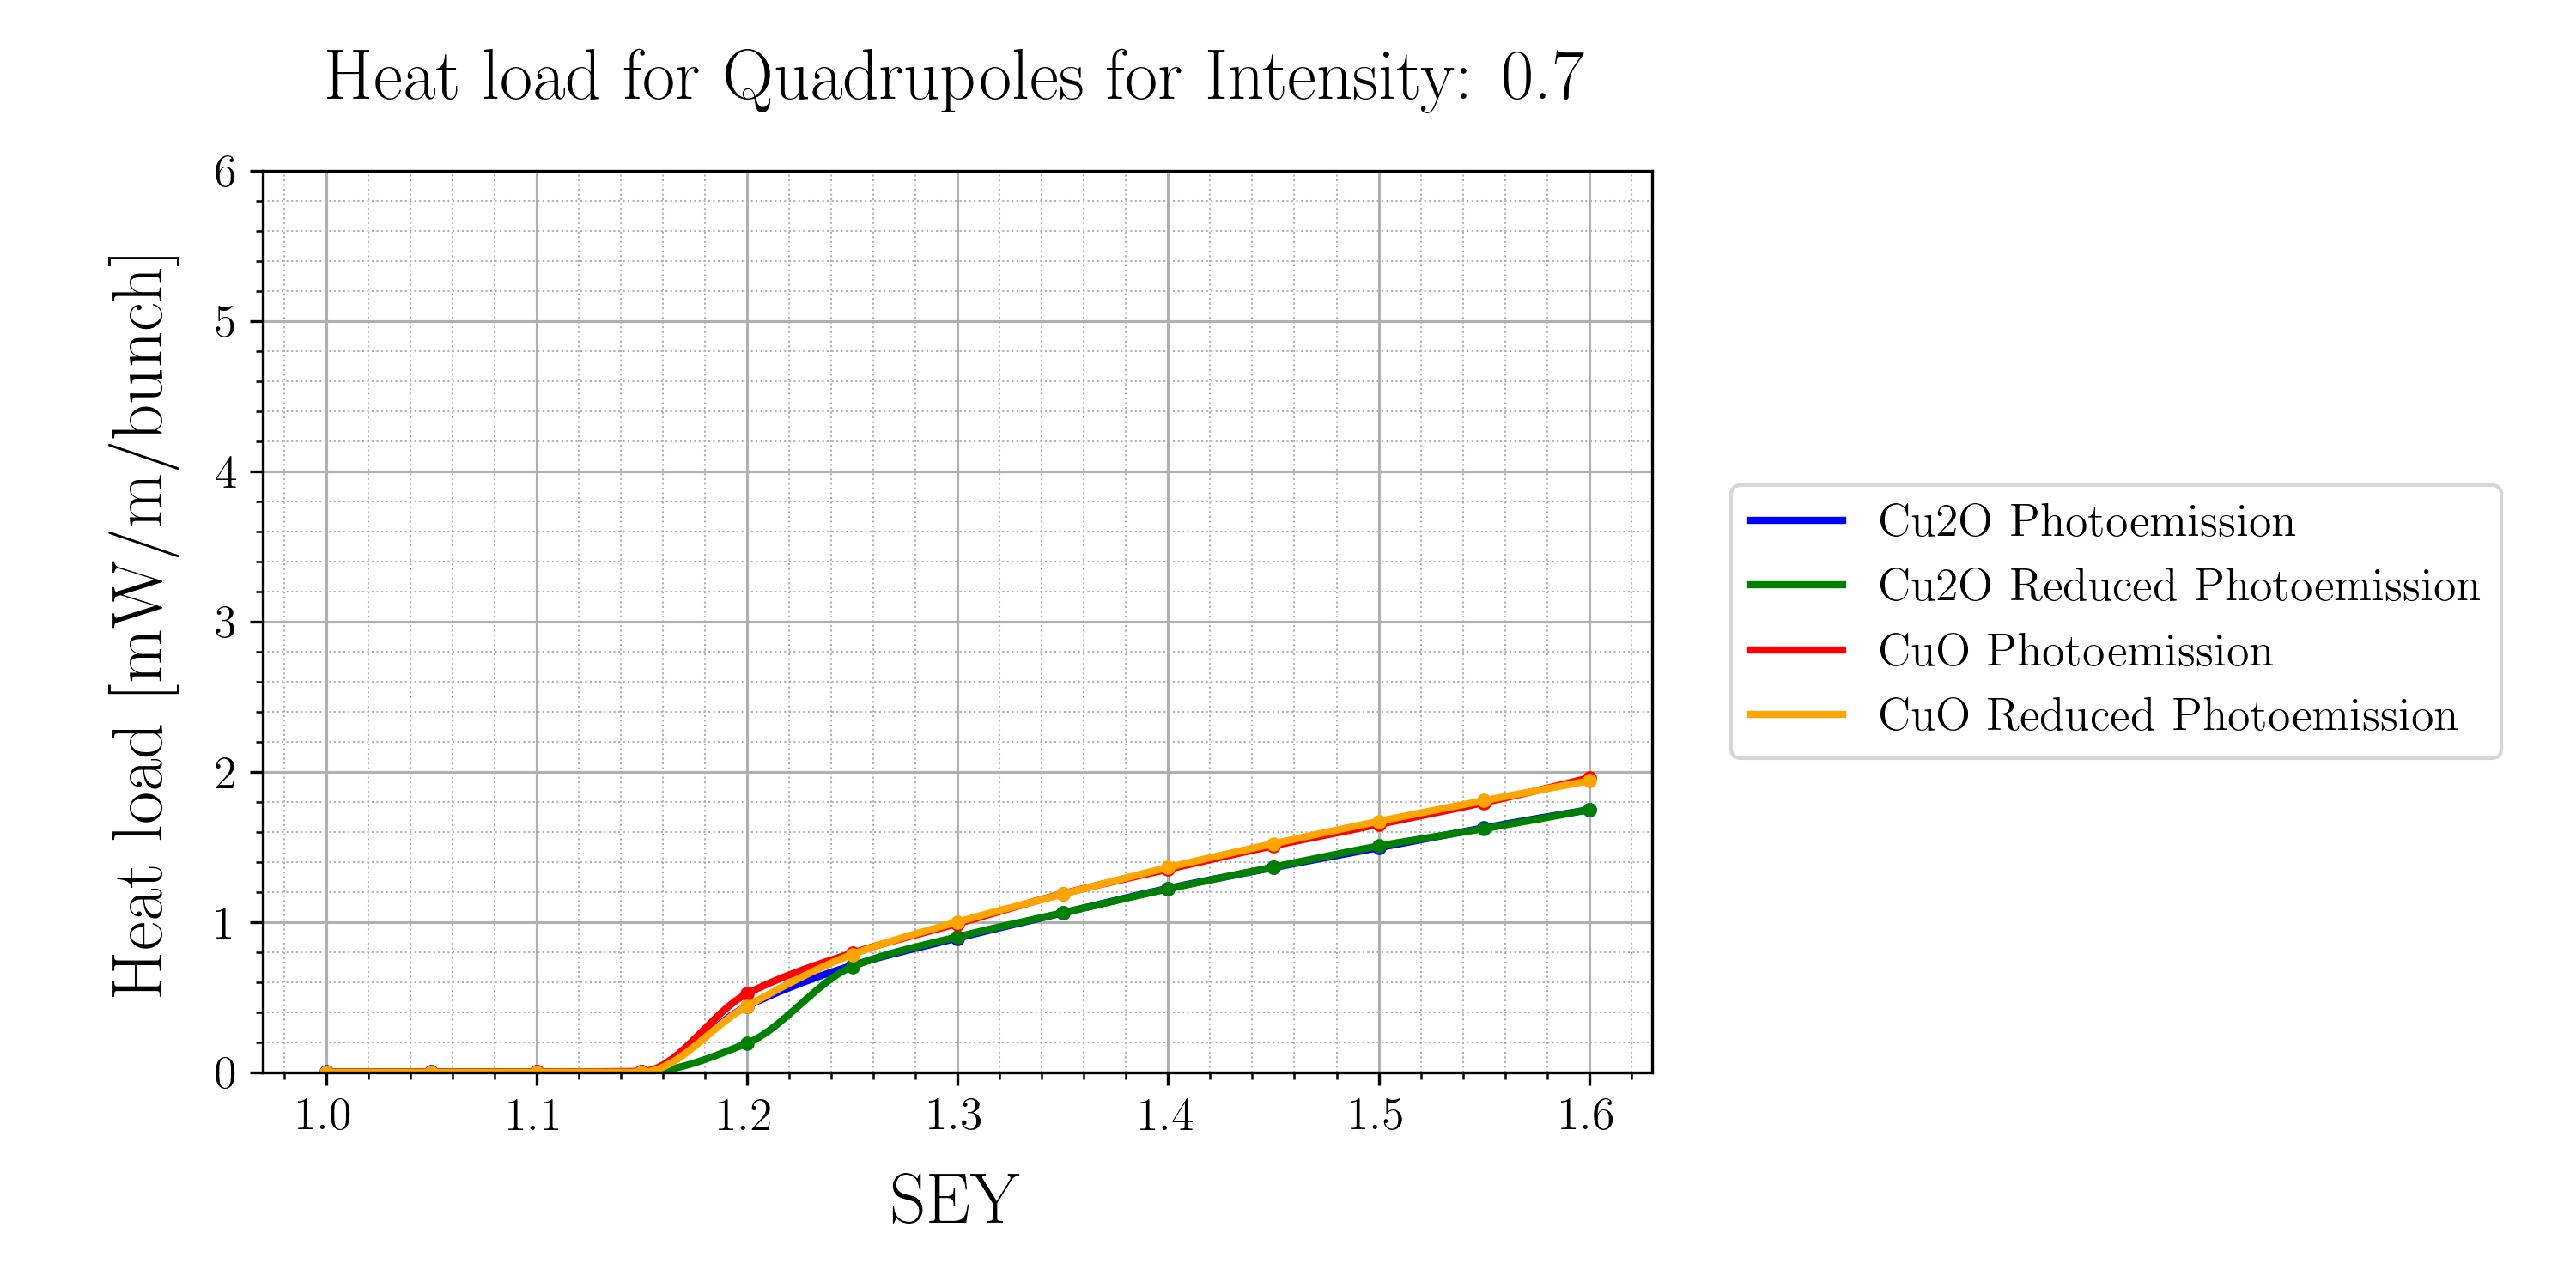 Heat load for Quadrupoles for Intensity: 0.7
Heat load [mW/m/bunch]
6
5
4
3
2
1
0
1.0 1.1 1.2 1.3 1.4 1.5 1.6
SEY
Cu2O Photoemission
Cu2O Reduced Photoemission
CuO Photoemission
CuO Reduced Photoemission